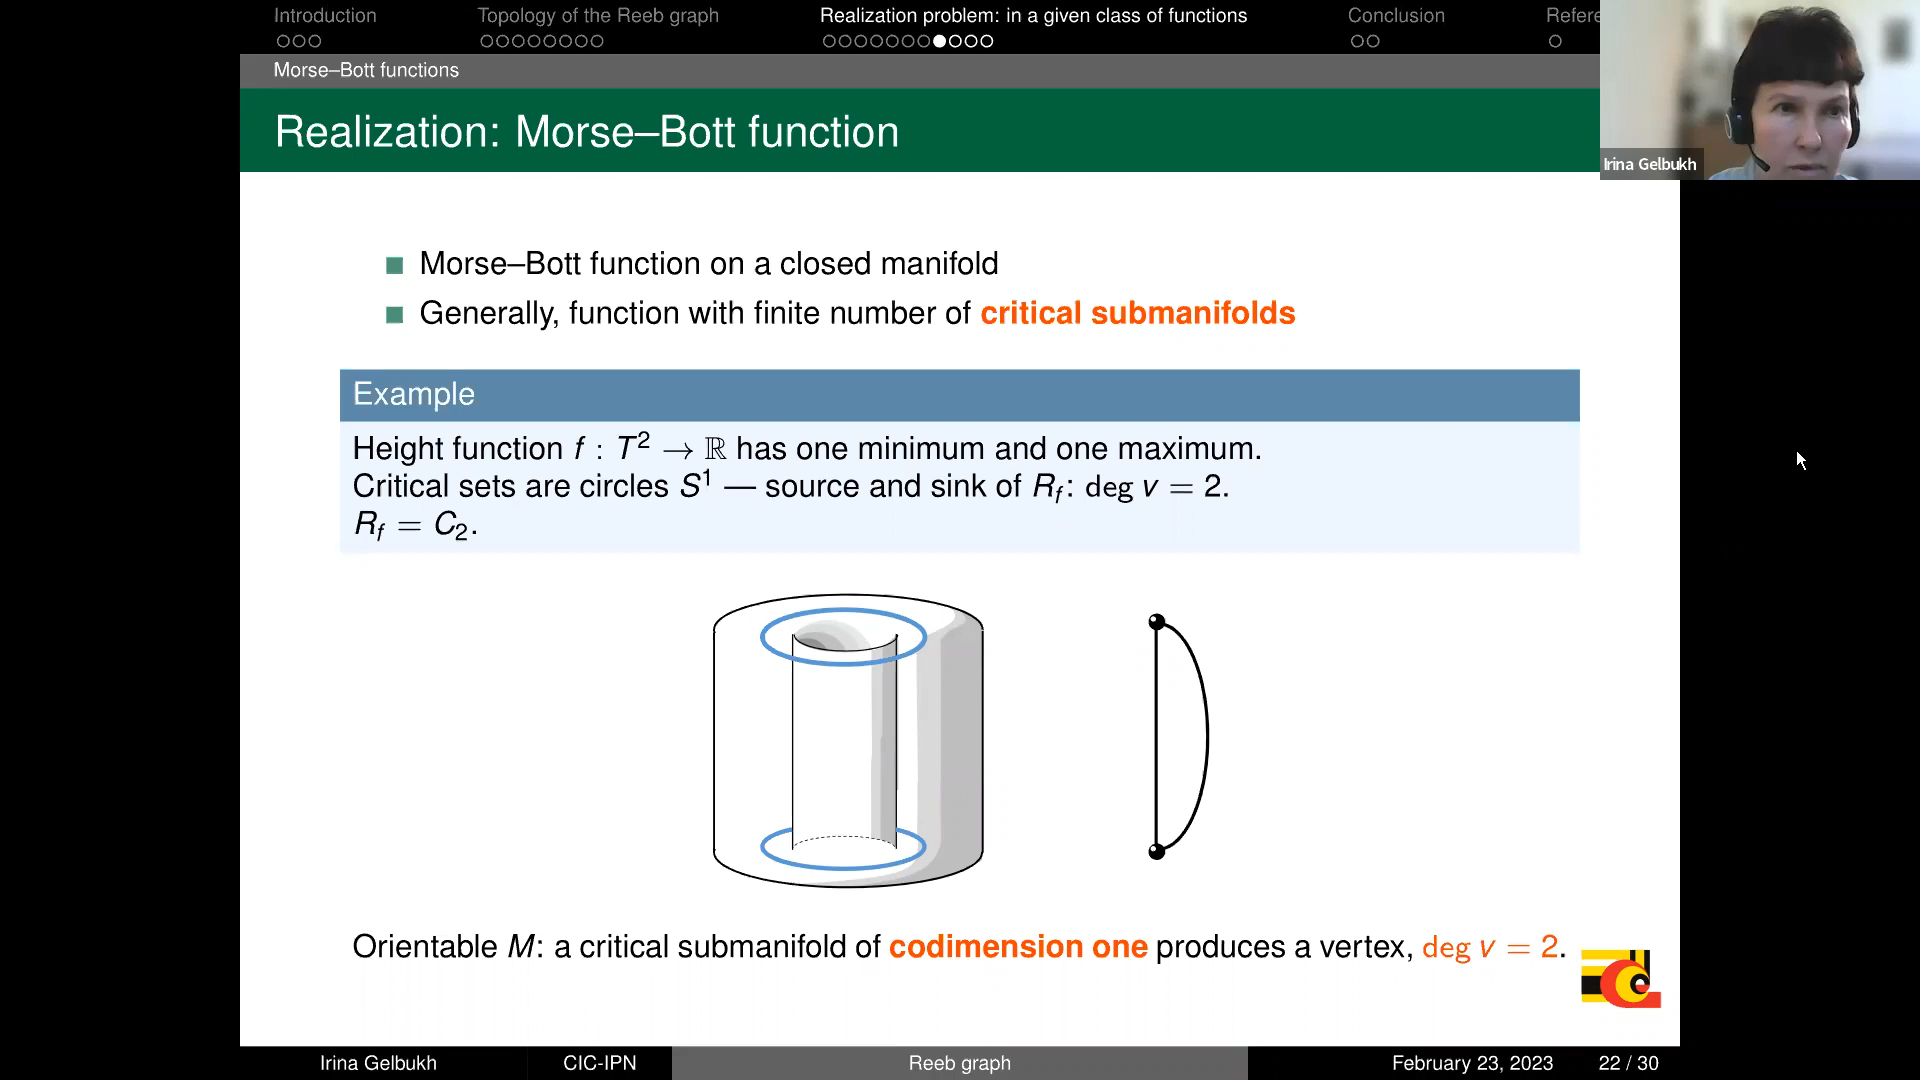 Introduction Topology of the Reeb graph Realization problem: in a given class of functions Conclusion Refere
Morse–Bott functions
Realization: Morse–Bott function
Irina Gelbukh
Morse–Bott function on a closed manifold
Generally, function with finite number of critical submanifolds
Example
Height function f : T² → ℝ has one minimum and one maximum.
Critical sets are circles S¹ — source and sink of R_f: deg v = 2.
R_f = C₂.
Orientable M: a critical submanifold of codimension one produces a vertex, deg v = 2.
Irina Gelbukh CIC-IPN Reeb graph February 23, 2023 22 / 30